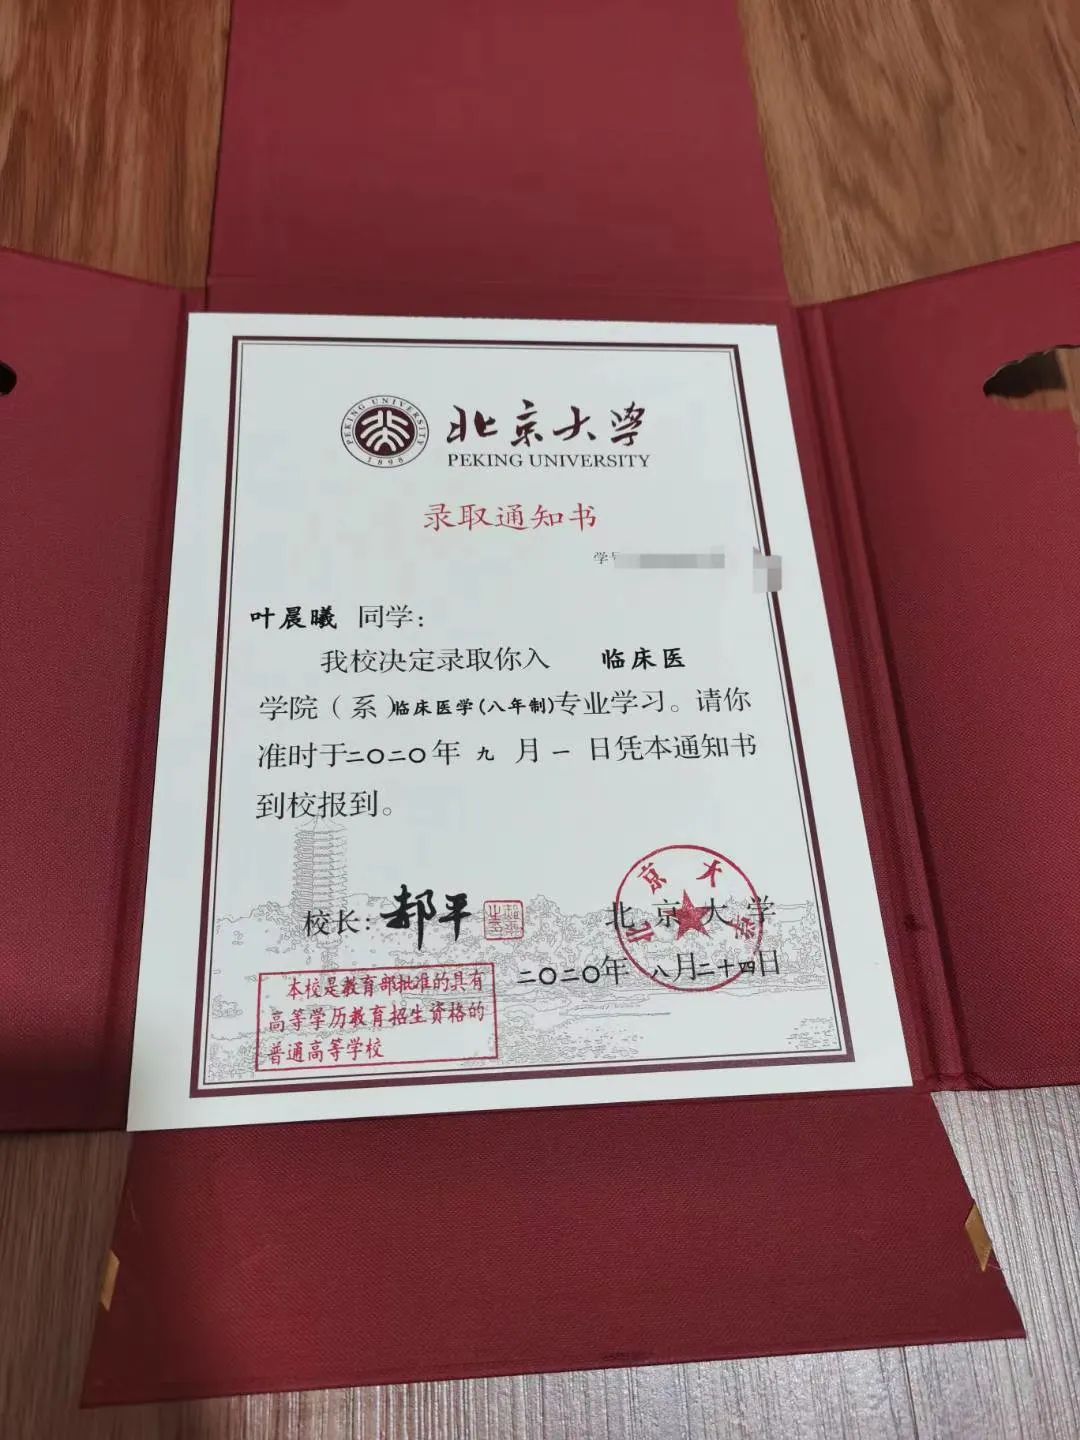 PEKING UNIVERSITY
1898
北京大学
PEKING UNIVERSITY
录取通知书
学号
叶晨曦 同学：
我校决定录取你入 临床医
学院（系）临床医学(八年制)专业学习。请你
准时于二〇二〇年 九 月 一 日凭本通知书
到校报到。
校长：郝平
北京大学
北京大学
二〇二〇年 八月二十四日
本校是教育部批准的具有
高等学历教育招生资格的
普通高等学校